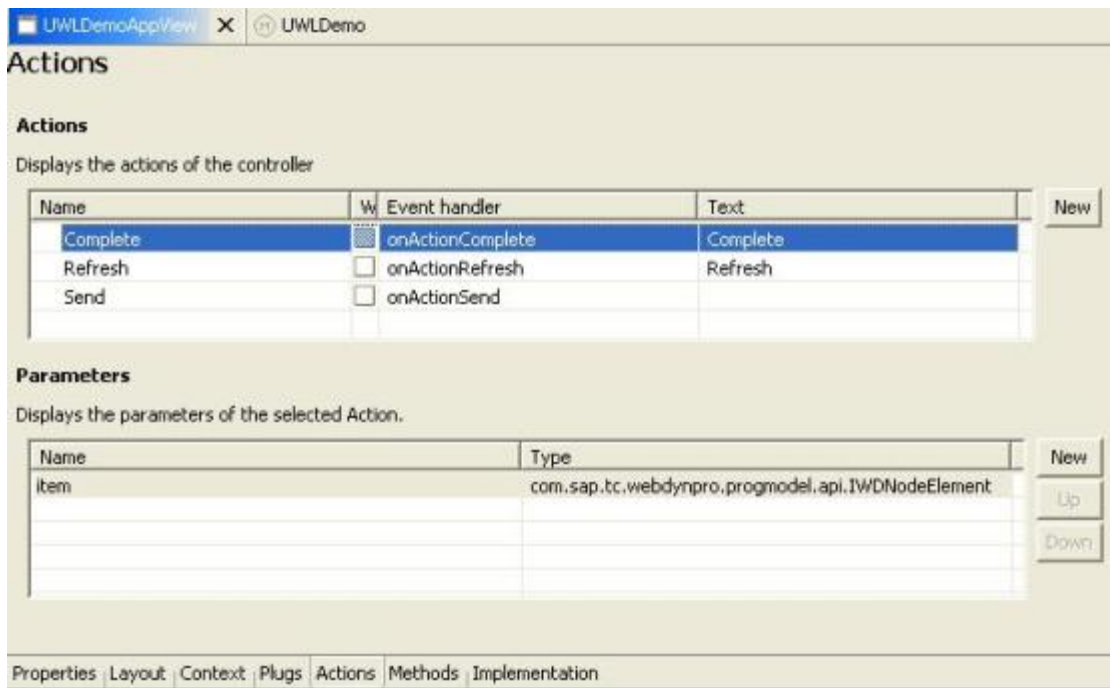 UWLDemoAppView UWLDemo
Actions
Actions
Displays the actions of the controller
Name W Event handler Text New
Complete onActionComplete Complete
Refresh onActionRefresh Refresh
Send onActionSend
Parameters
Displays the parameters of the selected Action.
Name Type New
item com.sap.tc.webdynpro.progmodel.api.IWDNodeElement
Up
Down
Properties Layout Context Plugs Actions Methods Implementation